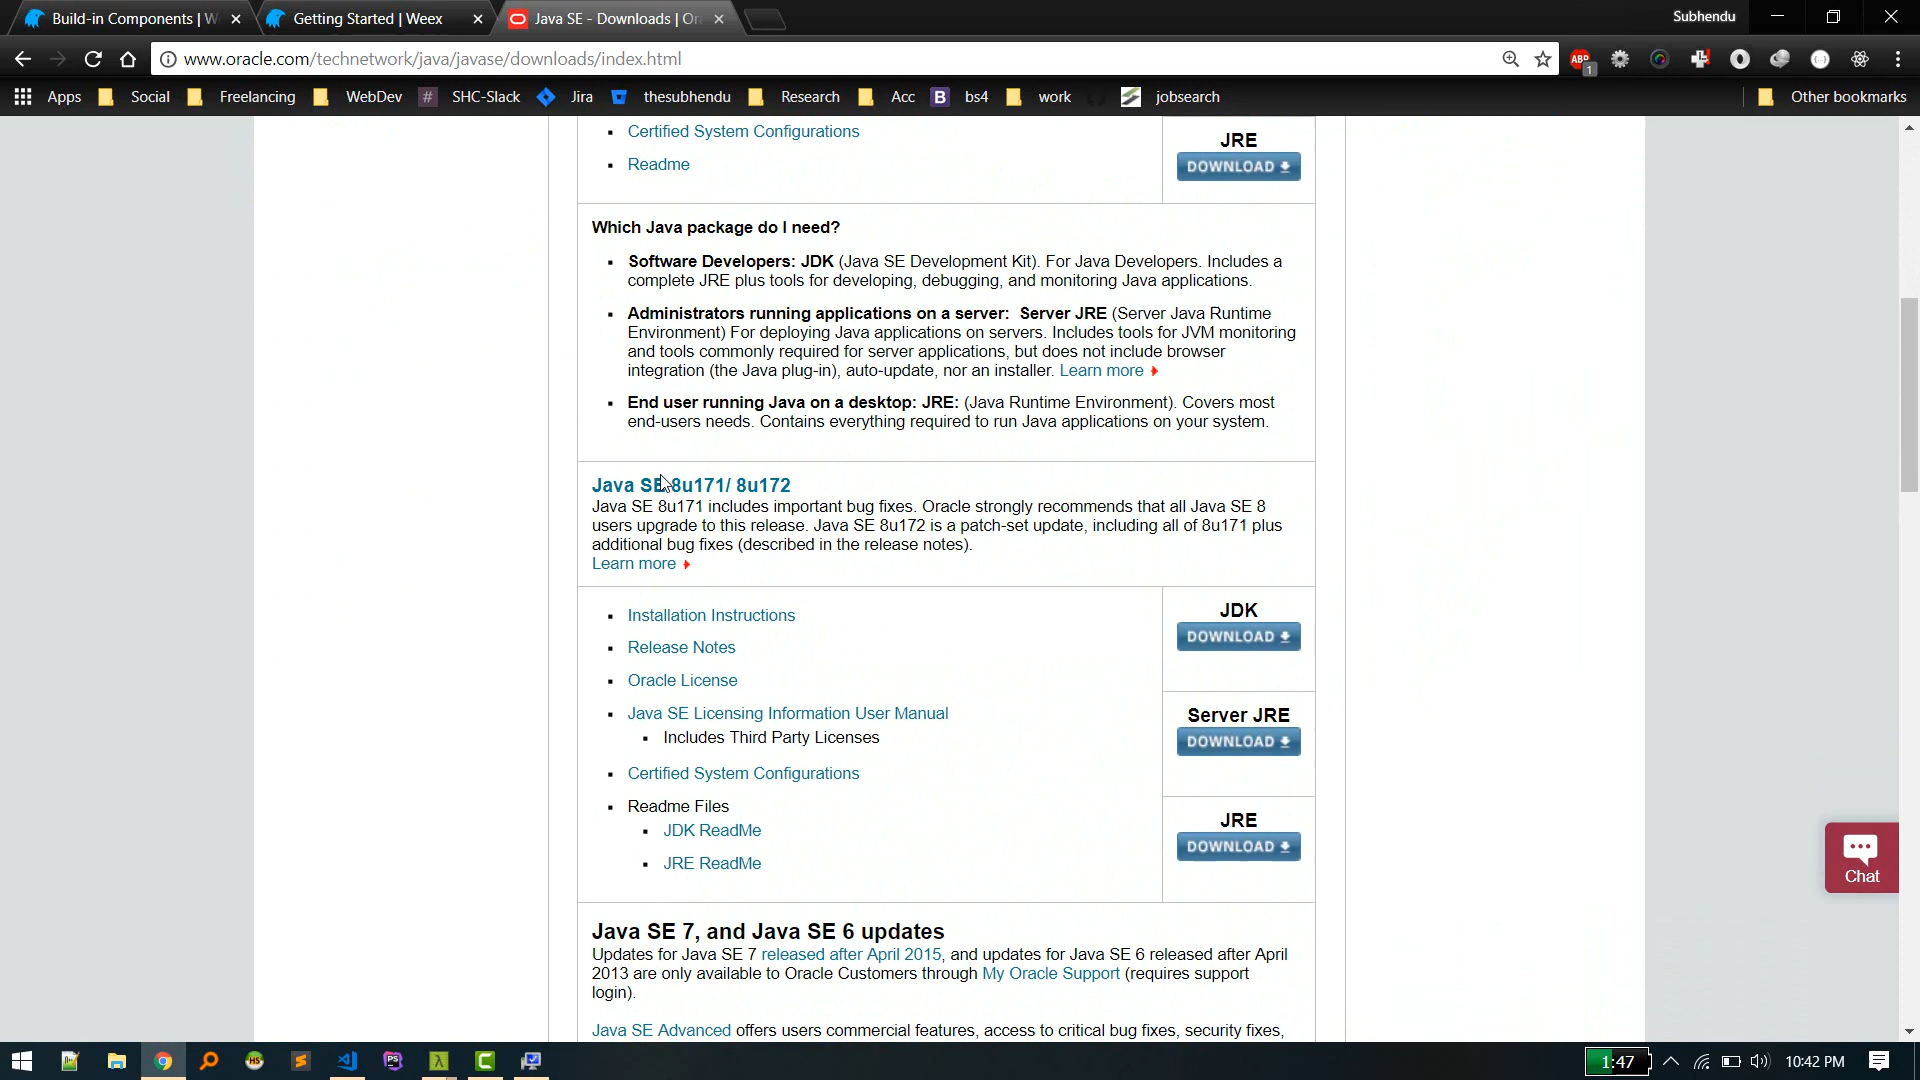 Build-in Components | W
Getting Started | Weex
Java SE - Downloads | Or
Subhendu
www.oracle.com/technetwork/java/javase/downloads/index.html
ABP
1
Apps
Social
Freelancing
WebDev
# SHC-Slack
Jira
thesubhendu
Research
Acc
B bs4
work
jobsearch
Other bookmarks
Certified System Configurations
Readme
JRE
DOWNLOAD
Which Java package do I need?
Software Developers: JDK (Java SE Development Kit). For Java Developers. Includes a
complete JRE plus tools for developing, debugging, and monitoring Java applications.
Administrators running applications on a server: Server JRE (Server Java Runtime
Environment) For deploying Java applications on servers. Includes tools for JVM monitoring
and tools commonly required for server applications, but does not include browser
integration (the Java plug-in), auto-update, nor an installer. Learn more
End user running Java on a desktop: JRE: (Java Runtime Environment). Covers most
end-users needs. Contains everything required to run Java applications on your system.
Java SE 8u171/ 8u172
Java SE 8u171 includes important bug fixes. Oracle strongly recommends that all Java SE 8
users upgrade to this release. Java SE 8u172 is a patch-set update, including all of 8u171 plus
additional bug fixes (described in the release notes).
Learn more
Installation Instructions
Release Notes
Oracle License
Java SE Licensing Information User Manual
Includes Third Party Licenses
Certified System Configurations
Readme Files
JDK ReadMe
JRE ReadMe
JDK
DOWNLOAD
Server JRE
DOWNLOAD
JRE
DOWNLOAD
Chat
Java SE 7, and Java SE 6 updates
Updates for Java SE 7 released after April 2015, and updates for Java SE 6 released after April
2013 are only available to Oracle Customers through My Oracle Support (requires support
login).
Java SE Advanced offers users commercial features, access to critical bug fixes, security fixes,
HS
S
PS
λ
C
1:47
10:42 PM